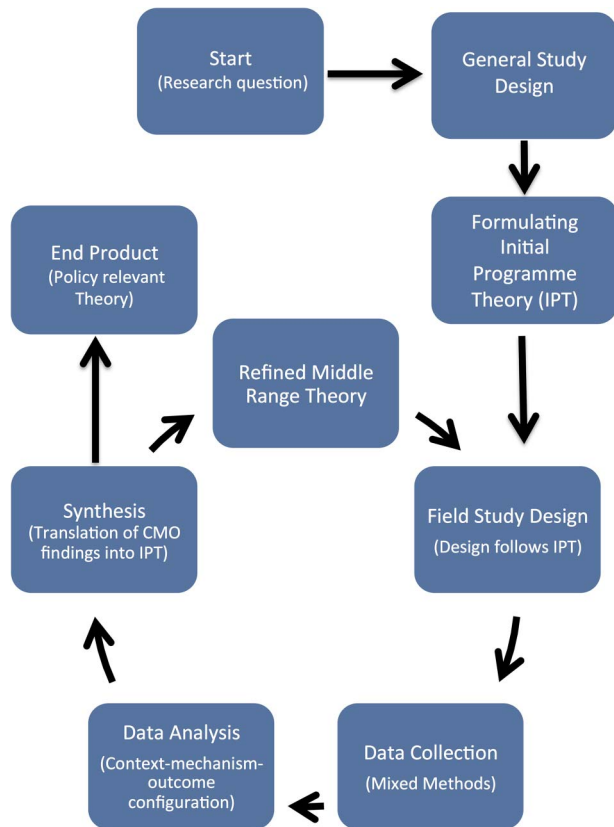 Start
(Research question)
General Study
Design
Formulating
Initial
Programme
Theory (IPT)
End Product
(Policy relevant
Theory)
Refined Middle
Range Theory
Synthesis
(Translation of CMO
findings into IPT)
Field Study Design
(Design follows IPT)
Data Analysis
(Context-mechanism-
outcome
configuration)
Data Collection
(Mixed Methods)